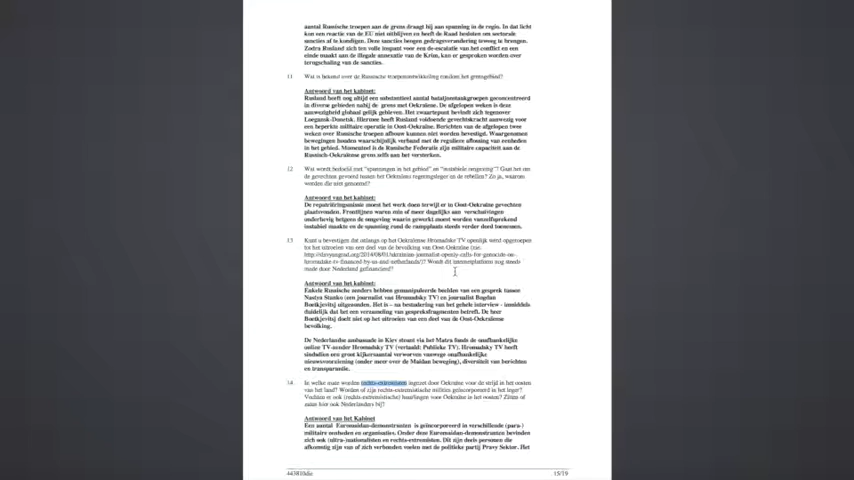 aantal Russische troepen aan de grens draagt bij aan spanning in de regio. In dat licht
kon een reactie van de EU niet uitblijven en heeft de Raad besloten om sectorale
sancties af te kondigen. Deze sancties beogen gedragsverandering teweeg te brengen.
Zodra Rusland zich ten volle inspant voor de-escalatie van het conflict en een
einde maakt aan de illegale annexatie van de Krim, kan er gesproken worden over
terugschaling van de sancties.
11 Wat is bekend over de Russische troepenontwikkeling rondom het grensgebied?
Antwoord van het kabinet:
Rusland heeft nog altijd een substantieel aantal bataljonstaakgroepen geconcentreerd
in diverse gebieden nabij de grens met Oekraïene. De afgelopen weken is deze
aanwezigheid globaal gelijk gebleven. Het zwaartepunt bevindt zich tegenover
Loegansk-Donetsk. Hiermee heeft Rusland voldoende gevechtskracht aanwezig voor
een beperkte militaire operatie in Oost-Oekraïne. Berichten van de afgelopen twee
weken over Russische troepen afbouw kunnen niet worden bevestigd. Waargenomen
bewegingen houden waarschijnlijk verband met de reguliere aflossing van eenheden
in het gebied. Momenteel is de Russische Federatie zijn militaire capaciteit aan de
Russisch-Oekraïense grens zelfs aan het versterken.
12 Wat wordt bedoeld met "spanningen in het gebied" en "instabiele omgeving"? Gaat het om
de gevechten gevoerd tussen het Oekraïens regeringsleger en de rebellen? Zo ja, waarom
worden die niet genoemd?
Antwoord van het kabinet:
De repatriëringsmissie moest het werk doen terwijl er in Oost-Oekraïne gevechten
plaatsvonden. Frontlijnen waren min of meer dagelijks aan verschuivingen
onderhevig hetgeen de omgeving waarin gewerkt moest worden vanzelfsprekend
instabiel maakte en de spanning rond de rampplaats steeds verder deed toenemen.
13 Kunt u bevestigen dat onlangs op het Oekraïense Hromadske TV openlijk werd opgeroepen
tot het uitroeien van een deel van de bevolking van Oost-Oekraïne (zie
mede door Nederland gefinancierd?
Antwoord van het kabinet:
Enkele Russische zenders hebben gemanipuleerde beelden van een gesprek tussen
Nastya Stanko (een journalist van Hromadsky TV) en journalist Bogdan
Boetkjevitsj uitgezonden. Het is – na bestudering van het gehele interview - inmiddels
duidelijk dat het een verzameling van gespreksfragmenten betreft. De heer
Boetkjevitsj doelt niet op het uitroeien van een deel van de Oost-Oekraïense
bevolking.
De Nederlandse ambassade in Kiev steunt via het Matra fonds de onafhankelijke
online TV-zender Hromadsky TV (vertaald: Publieke TV). Hromadsky TV heeft
sindsdien een groot kijkersaantal verworven vanwege onafhankelijke
nieuwsvoorziening (onder meer over de Maidan beweging), diversiteit van berichten
en transparantie.
14 In welke mate worden rechts-extremisten ingezet door Oekraïne voor de strijd in het oosten
van het land? Worden of zijn rechts-extremistische milities geïncorporeerd in het leger?
Vechten er ook (rechts-extremistische) huurlingen voor Oekraïne in het oosten? Zitten of
zaten hier ook Nederlanders bij?
Antwoord van het Kabinet
Een aantal Euromaidan-demonstranten is geïncorporeerd in verschillende (para-)
militaire eenheden en organisaties. Onder deze Euromaidan-demonstranten bevinden
zich ook (ultra-)nationalisten en rechts-extremisten. Dit zijn deels personen die
afkomstig zijn van of zich verbonden voelen met de politieke partij Pravy Sektor. Het
15/19